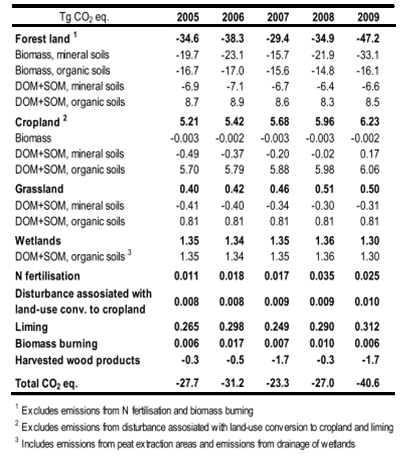 Tg CO2 eq. 2005 2006 2007 2008 2009
Forest land 1 -34.6 -38.3 -29.4 -34.9 -47.2
Biomass, mineral soils -19.7 -23.1 -15.7 -21.9 -33.1
Biomass, organic soils -16.7 -17.0 -15.6 -14.8 -16.1
DOM+SOM, mineral soils -6.9 -7.1 -6.7 -6.4 -6.6
DOM+SOM, organic soils 8.7 8.9 8.6 8.3 8.5
Cropland 2 5.21 5.42 5.68 5.96 6.23
Biomass -0.003 -0.002 -0.003 -0.003 -0.002
DOM+SOM, mineral soils -0.49 -0.37 -0.20 -0.02 0.17
DOM+SOM, organic soils 5.70 5.79 5.88 5.98 6.06
Grassland 0.40 0.42 0.46 0.51 0.50
DOM+SOM, mineral soils -0.41 -0.40 -0.34 -0.30 -0.31
DOM+SOM, organic soils 0.81 0.81 0.81 0.81 0.81
Wetlands 1.35 1.34 1.35 1.36 1.30
DOM+SOM, organic soils 3 1.35 1.34 1.35 1.36 1.30
N fertilisation 0.011 0.018 0.017 0.035 0.025
Disturbance assosiated with
land-use conv. to cropland 0.008 0.008 0.009 0.009 0.010
Liming 0.265 0.298 0.249 0.290 0.312
Biomass burning 0.006 0.017 0.007 0.010 0.006
Harvested wood products -0.3 -0.5 -1.7 -0.3 -1.7
Total CO2 eq. -27.7 -31.2 -23.3 -27.0 -40.6
1 Excludes emissions from N fertilisation and biomass burning
2 Excludes emissions from disturbance assosiated with land-use conversion to cropland and liming
3 Includes emissions from peat extraction areas and emissions from drainage of wetlands